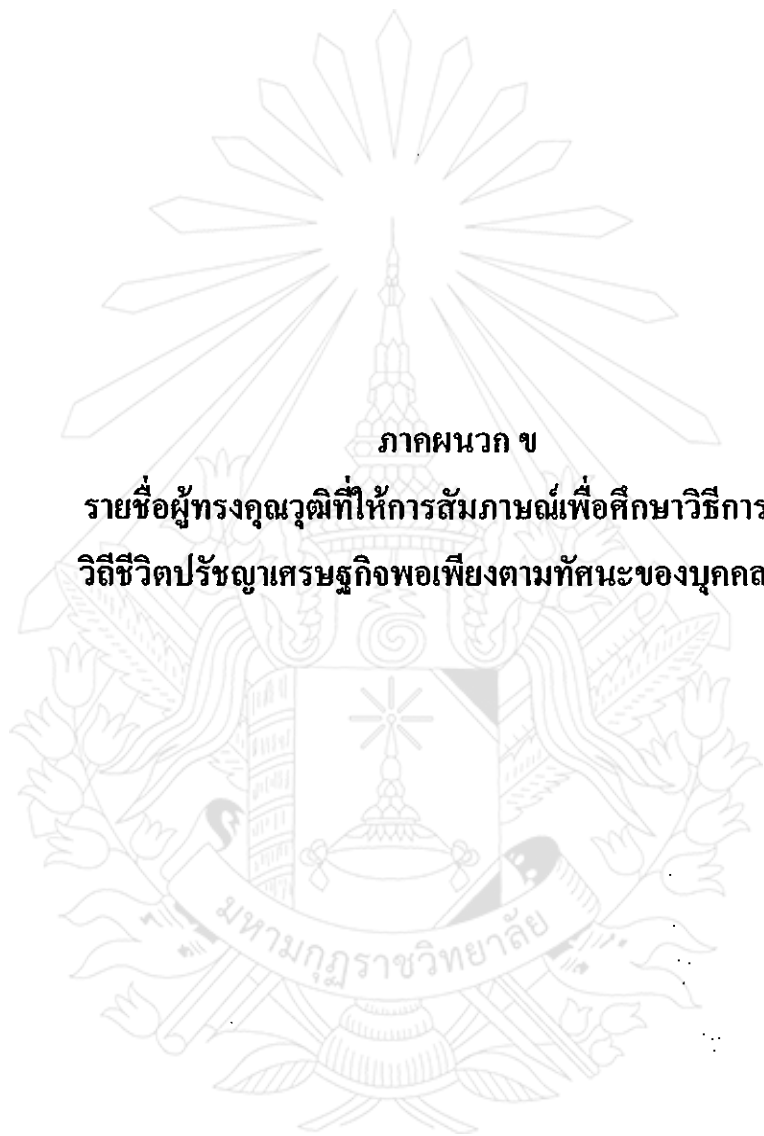 ภาคผนวก ข
รายชื่อผู้ทรงคุณวุฒิที่ให้การสัมภาษณ์เพื่อศึกษาวิธีการ
วิถีชีวิตปรัชญาเศรษฐกิจพอเพียงตามทัศนะของบุคคล
มหามกุฏราชวิทยาลัย